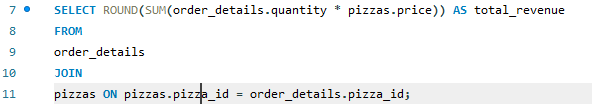 7 SELECT ROUND(SUM(order_details.quantity * pizzas.price)) AS total_revenue
8 FROM
9 order_details
10 JOIN
11 pizzas ON pizzas.pizza_id = order_details.pizza_id;